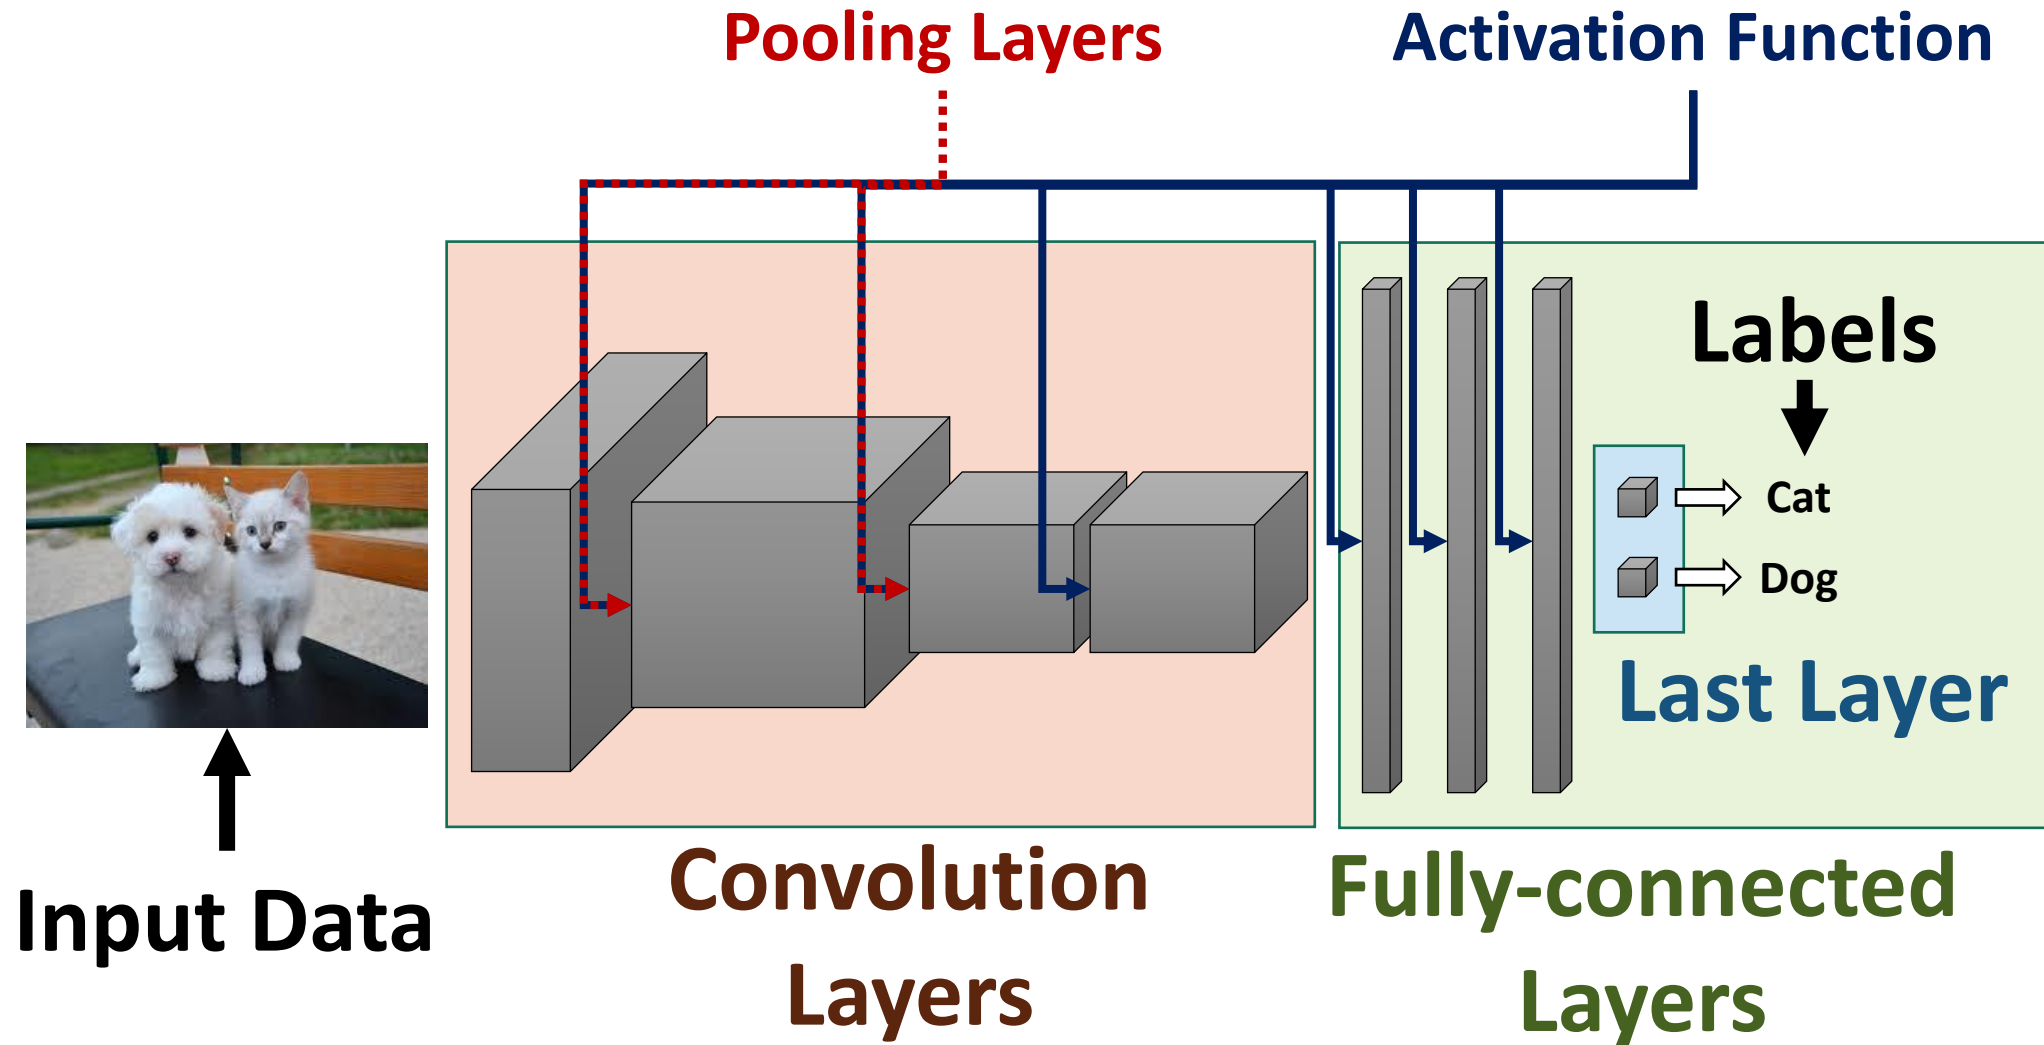 Pooling Layers
Activation Function
Labels
Cat
Dog
Last Layer
Input Data
Convolution
Layers
Fully-connected
Layers